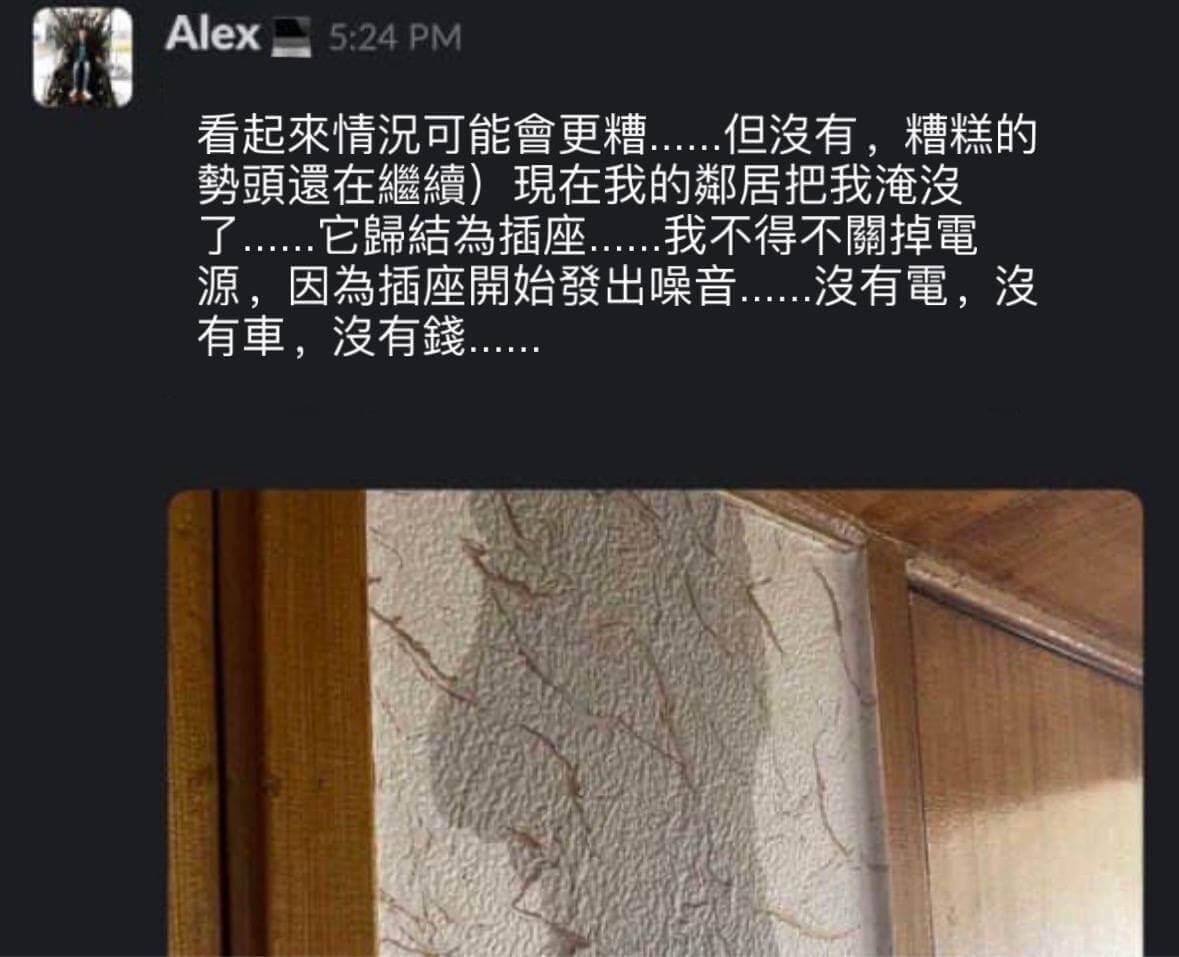 Alex 5:24 PM
看起來情況可能會更糟......但沒有，糟糕的
勢頭還在繼續）現在我的鄰居把我淹沒
了......它歸結為插座......我不得不關掉電
源，因為插座開始發出噪音......沒有電，沒
有車，沒有錢......